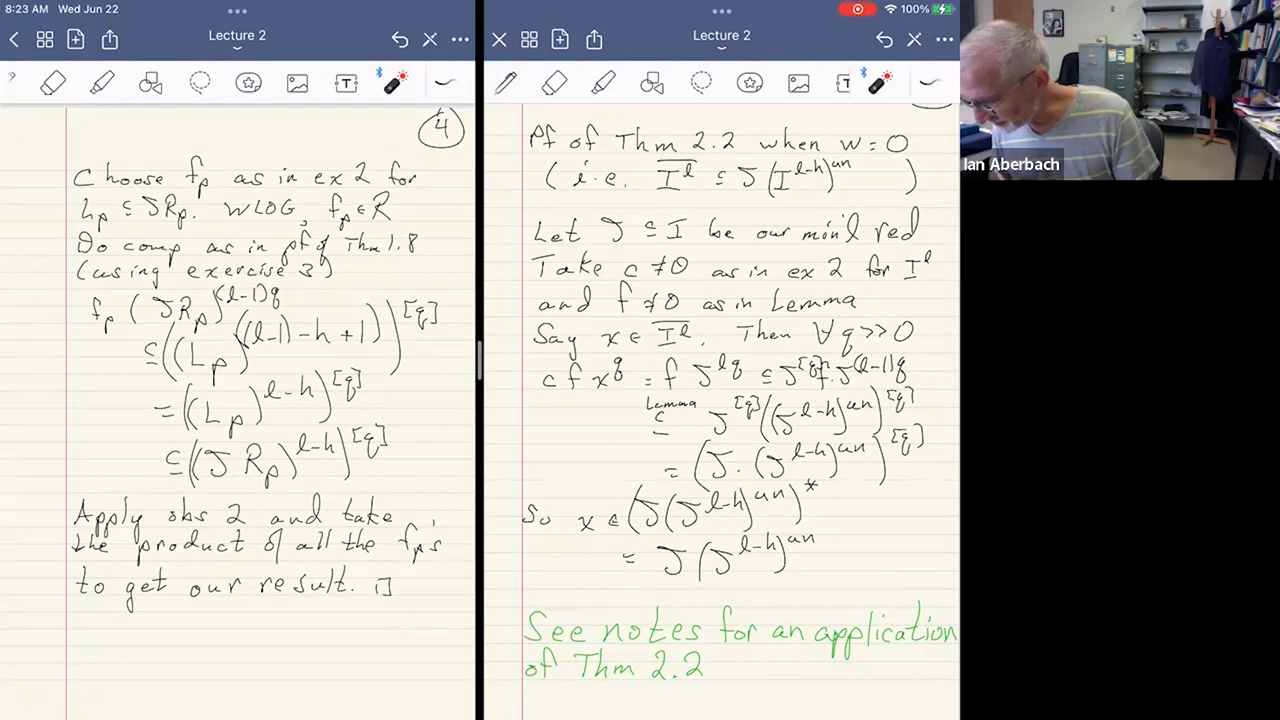 8:23 AM Wed Jun 22
Lecture 2
4
Choose f_p as in ex 2 for
h_p ⊆ JR_p. WLOG, f_p ∈ R
Do comp as in pf of Thm 1.8
(using exercise 3)
f_p (JR_p)^{(l-1)q}
⊆ ((L_p)^{((l-1)-h+1)})^{[q]}
= ((L_p)^{l-h})^{[q]}
⊆ ((JR_p)^{l-h})^{[q]}
Apply obs 2 and take
the product of all the f_p's
to get our result. □
100%
Lecture 2
Pf of Thm 2.2 when w = 0
(i.e. \overline{I^l} ⊆ J(I^{l-h})^{un})
Let J ⊆ I be our min'l red
Take c ≠ 0 as in ex 2 for I^l
and f ≠ 0 as in Lemma
Say x ∈ \overline{I^l}. Then ∀ q >> 0
c f x^q = f J^{lq} ⊆ J^{[q]} f J^{(l-1)q}
Lemma ⊆ J^{[q]} ((J^{l-h})^{un})^{[q]}
= (J · (J^{l-h})^{un})^{[q]}
So x ∈ (J(J^{l-h})^{un})^*
= J(J^{l-h})^{un}
See notes for an application
of Thm 2.2
Ian Aberbach